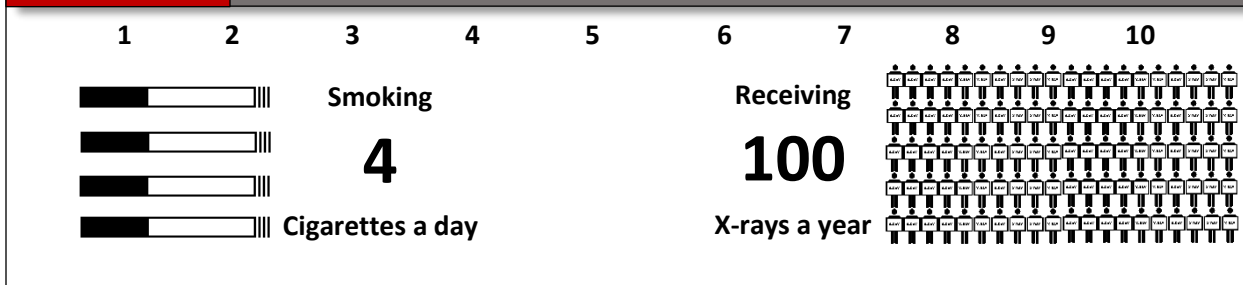 1 2 3 4 5 6 7 8 9 10
Smoking
4
Cigarettes a day
Receiving
100
X-rays a year